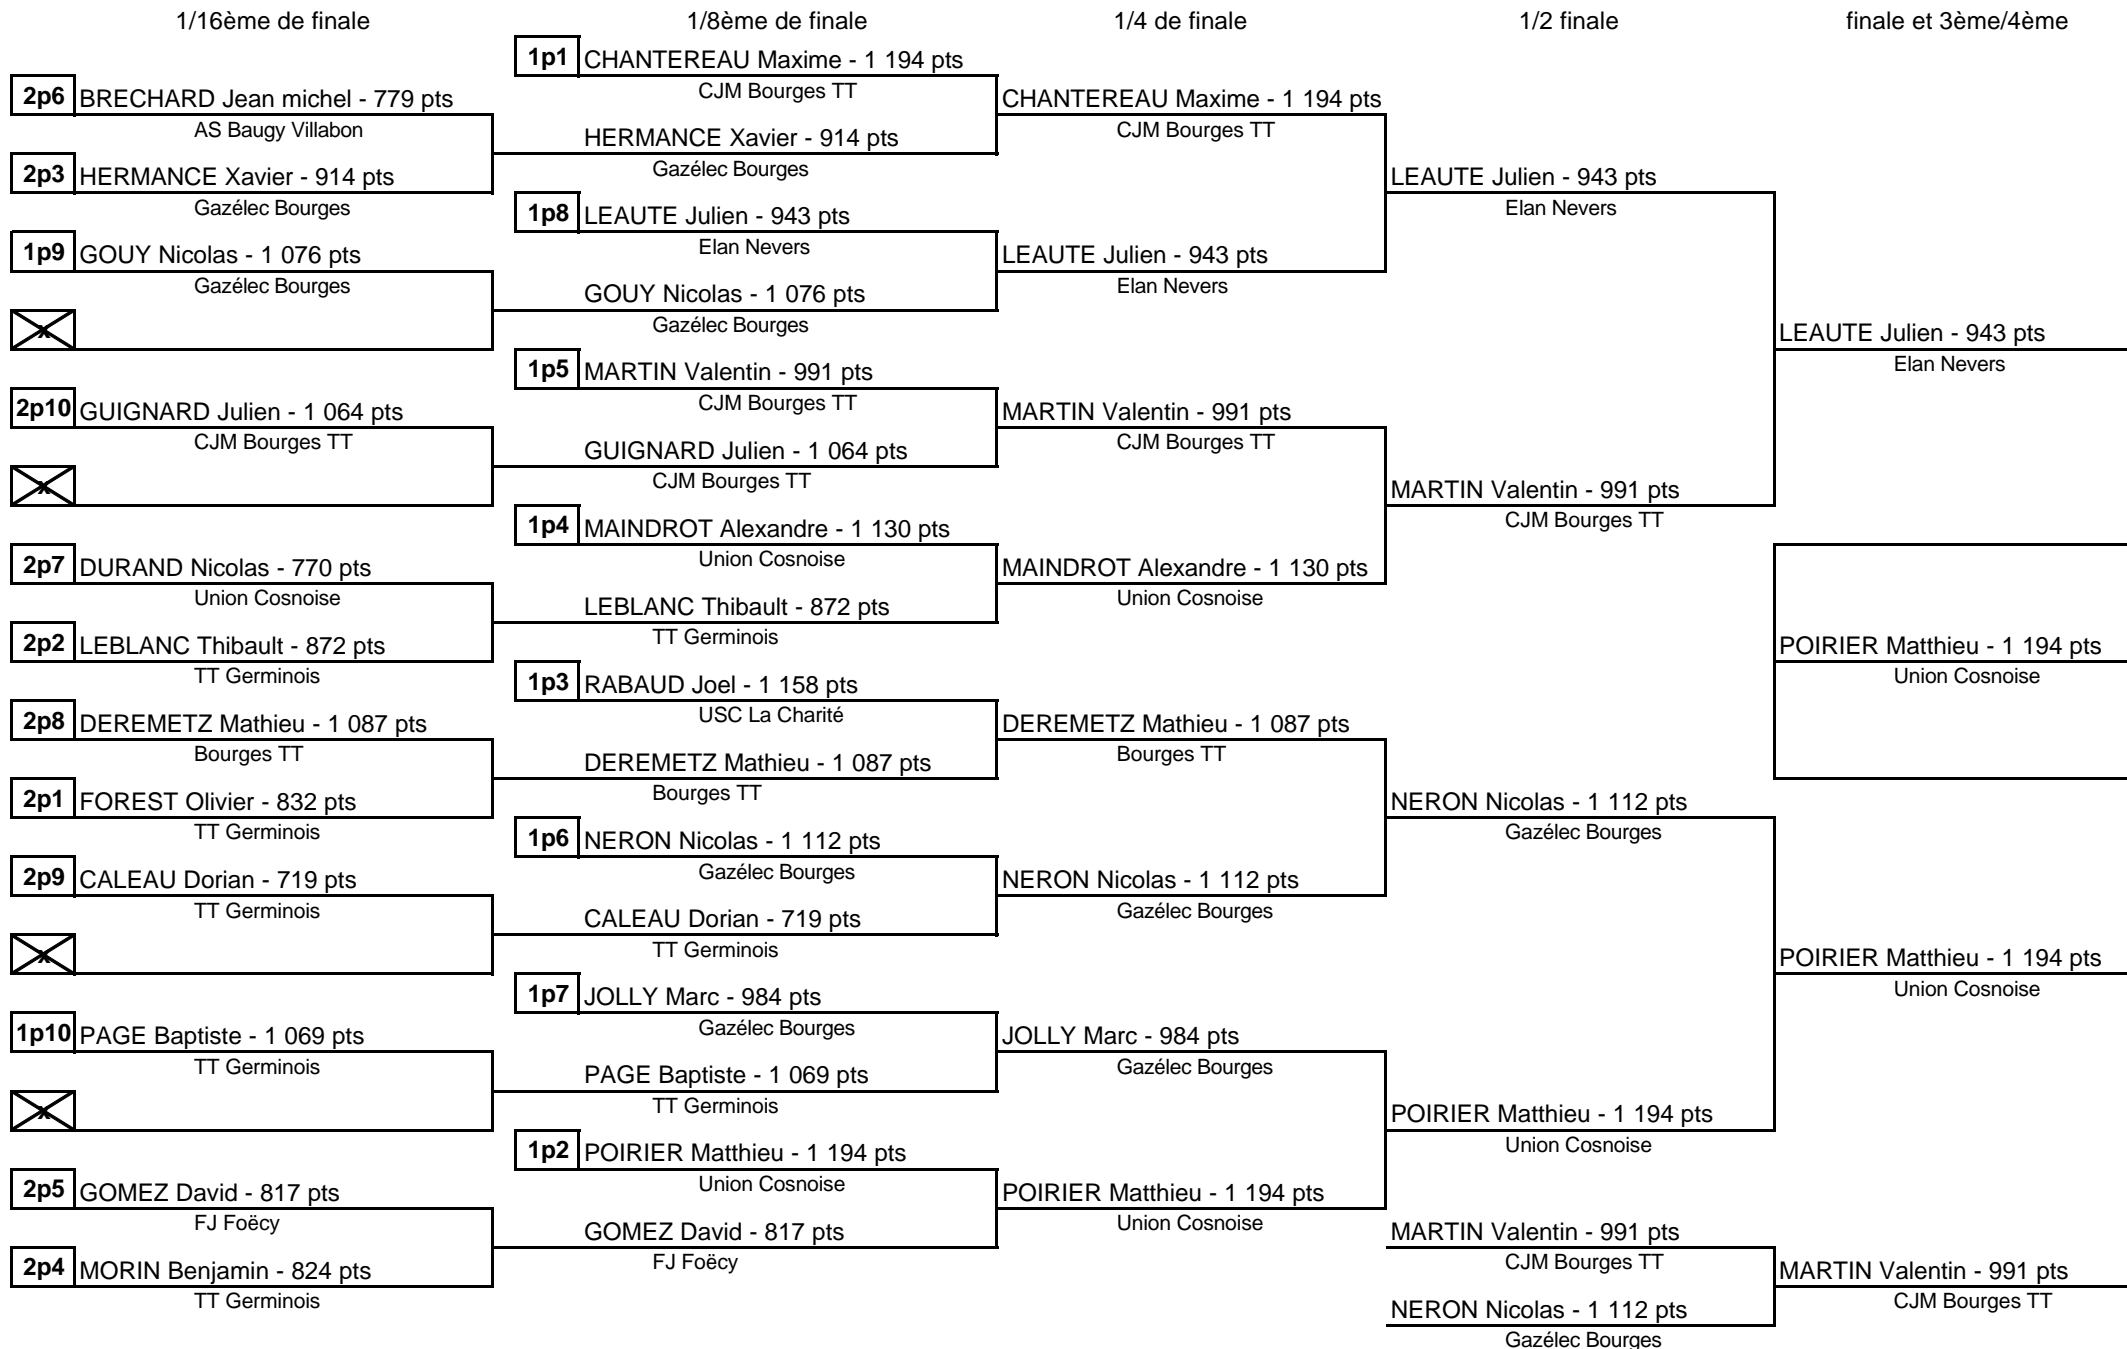 1/16ème de finale
1/8ème de finale
1/4 de finale
1/2 finale
finale et 3ème/4ème
2p6 BRECHARD Jean michel - 779 pts
AS Baugy Villabon
2p3 HERMANCE Xavier - 914 pts
Gazélec Bourges
1p9 GOUY Nicolas - 1 076 pts
Gazélec Bourges
x
2p10 GUIGNARD Julien - 1 064 pts
CJM Bourges TT
x
2p7 DURAND Nicolas - 770 pts
Union Cosnoise
2p2 LEBLANC Thibault - 872 pts
TT Germinois
2p8 DEREMETZ Mathieu - 1 087 pts
Bourges TT
2p1 FOREST Olivier - 832 pts
TT Germinois
2p9 CALEAU Dorian - 719 pts
TT Germinois
x
1p10 PAGE Baptiste - 1 069 pts
TT Germinois
x
2p5 GOMEZ David - 817 pts
FJ Foëcy
2p4 MORIN Benjamin - 824 pts
TT Germinois
1p1 CHANTEREAU Maxime - 1 194 pts
CJM Bourges TT
HERMANCE Xavier - 914 pts
Gazélec Bourges
1p8 LEAUTE Julien - 943 pts
Elan Nevers
GOUY Nicolas - 1 076 pts
Gazélec Bourges
1p5 MARTIN Valentin - 991 pts
CJM Bourges TT
GUIGNARD Julien - 1 064 pts
CJM Bourges TT
1p4 MAINDROT Alexandre - 1 130 pts
Union Cosnoise
LEBLANC Thibault - 872 pts
TT Germinois
1p3 RABAUD Joel - 1 158 pts
USC La Charité
DEREMETZ Mathieu - 1 087 pts
Bourges TT
1p6 NERON Nicolas - 1 112 pts
Gazélec Bourges
CALEAU Dorian - 719 pts
TT Germinois
1p7 JOLLY Marc - 984 pts
Gazélec Bourges
PAGE Baptiste - 1 069 pts
TT Germinois
1p2 POIRIER Matthieu - 1 194 pts
Union Cosnoise
GOMEZ David - 817 pts
FJ Foëcy
CHANTEREAU Maxime - 1 194 pts
CJM Bourges TT
LEAUTE Julien - 943 pts
Elan Nevers
MARTIN Valentin - 991 pts
CJM Bourges TT
MAINDROT Alexandre - 1 130 pts
Union Cosnoise
DEREMETZ Mathieu - 1 087 pts
Bourges TT
NERON Nicolas - 1 112 pts
Gazélec Bourges
JOLLY Marc - 984 pts
Gazélec Bourges
POIRIER Matthieu - 1 194 pts
Union Cosnoise
LEAUTE Julien - 943 pts
Elan Nevers
MARTIN Valentin - 991 pts
CJM Bourges TT
NERON Nicolas - 1 112 pts
Gazélec Bourges
POIRIER Matthieu - 1 194 pts
Union Cosnoise
MARTIN Valentin - 991 pts
CJM Bourges TT
NERON Nicolas - 1 112 pts
Gazélec Bourges
LEAUTE Julien - 943 pts
Elan Nevers
POIRIER Matthieu - 1 194 pts
Union Cosnoise
POIRIER Matthieu - 1 194 pts
Union Cosnoise
MARTIN Valentin - 991 pts
CJM Bourges TT